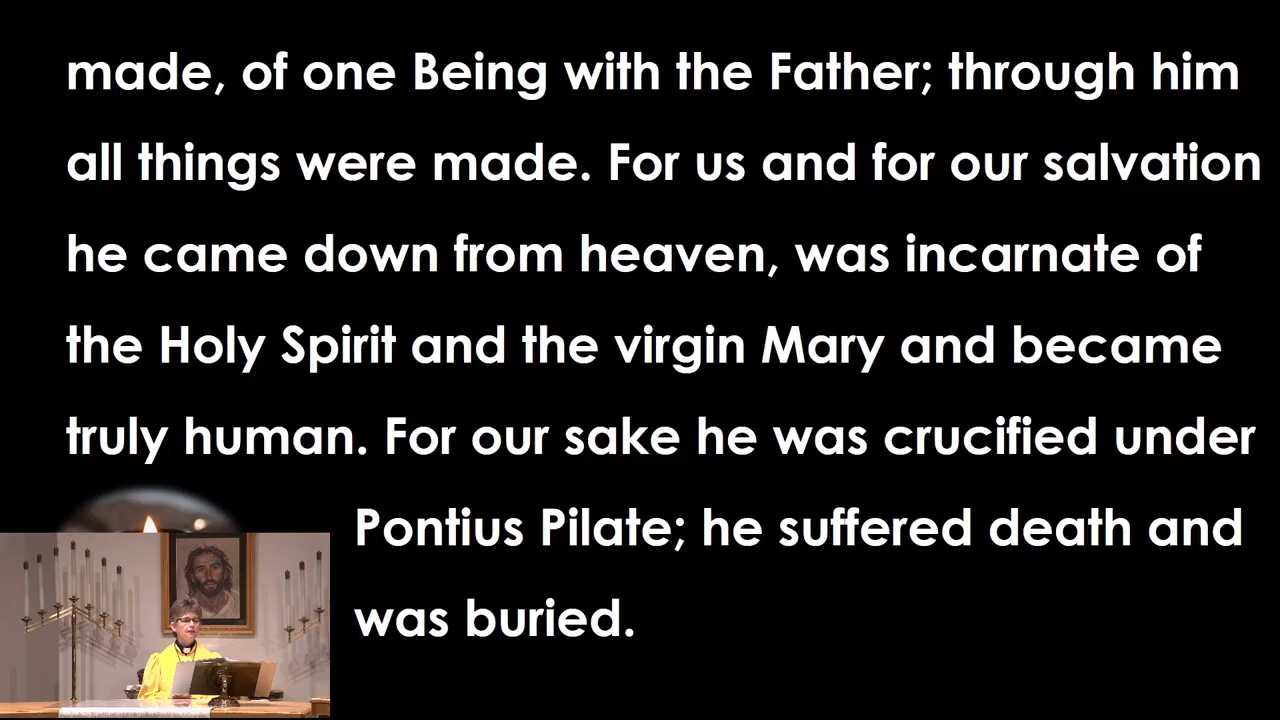 made, of one Being with the Father; through him
all things were made. For us and for our salvation
he came down from heaven, was incarnate of
the Holy Spirit and the virgin Mary and became
truly human. For our sake he was crucified under
Pontius Pilate; he suffered death and
was buried.